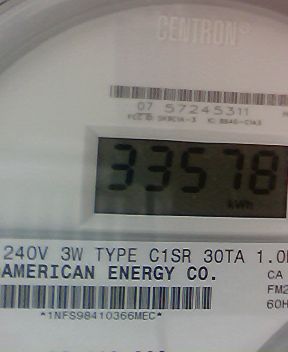 CENTRON®
07 57245311
33578
kWh
240V 3W TYPE C1SR 30TA 1.0
AMERICAN ENERGY CO.
CA
FM2
60H
*1NFS98410366MEC*